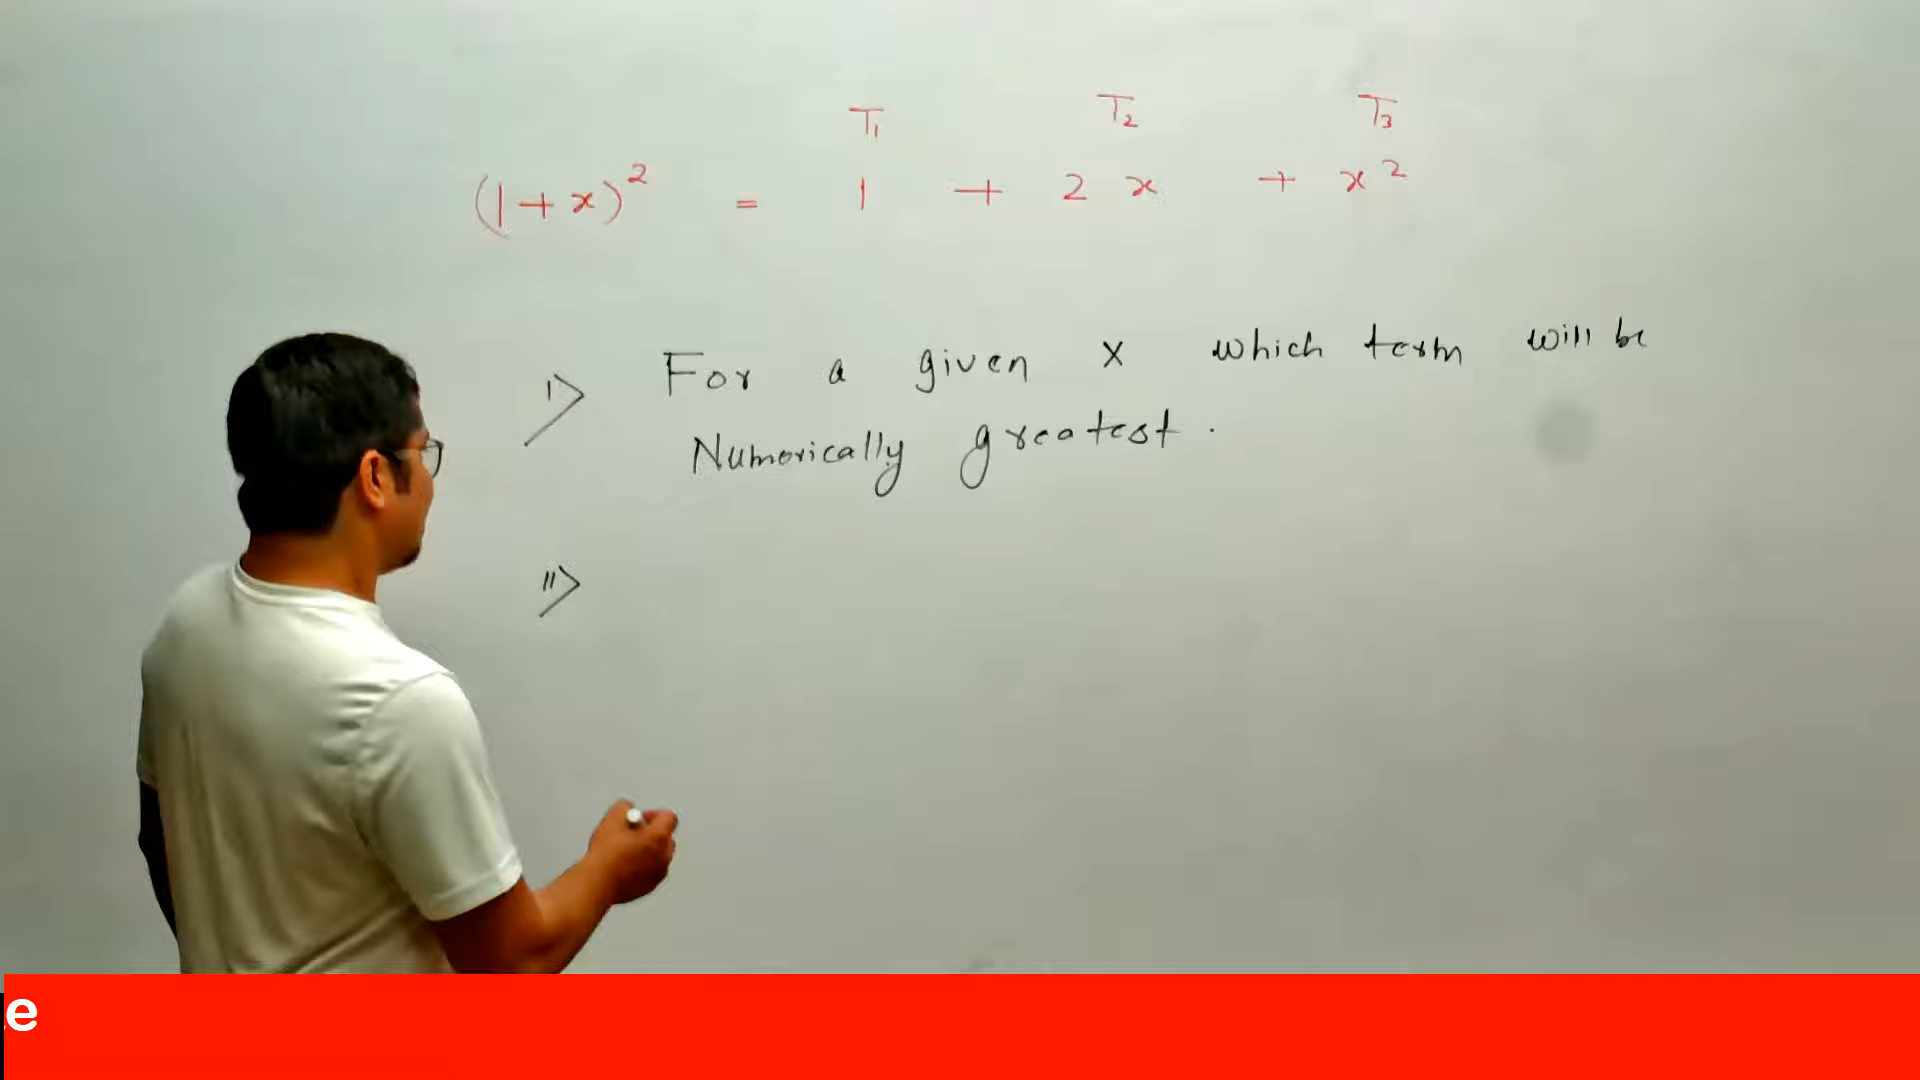 T₁ T₂ T₃
(1+x)² = 1 + 2x + x²
I> For a given x which term will be
Numerically greatest.
II>
e